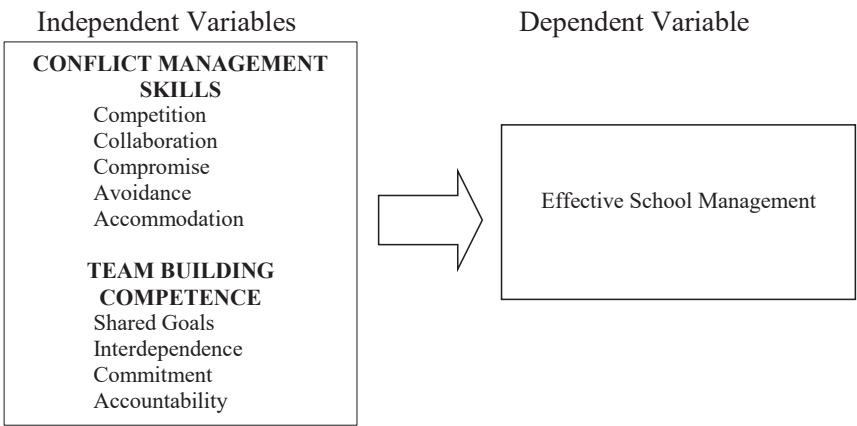 Independent Variables
Dependent Variable
CONFLICT MANAGEMENT
SKILLS
Competition
Collaboration
Compromise
Avoidance
Accommodation
TEAM BUILDING
COMPETENCE
Shared Goals
Interdependence
Commitment
Accountability
Effective School Management